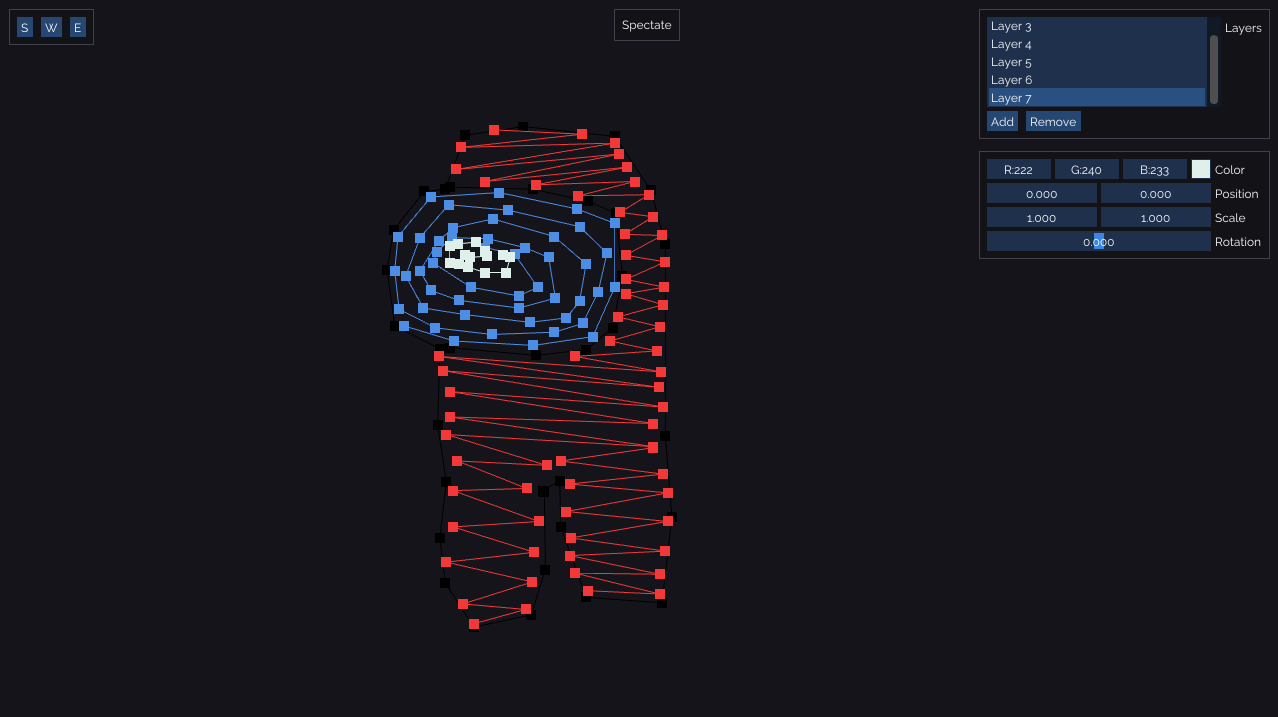 S W E
Spectate
Layer 3
Layers
Layer 4
Layer 5
Layer 6
Layer 7
Add Remove
R:222 G:240 B:233 Color
0.000 0.000 Position
1.000 1.000 Scale
0.000 Rotation